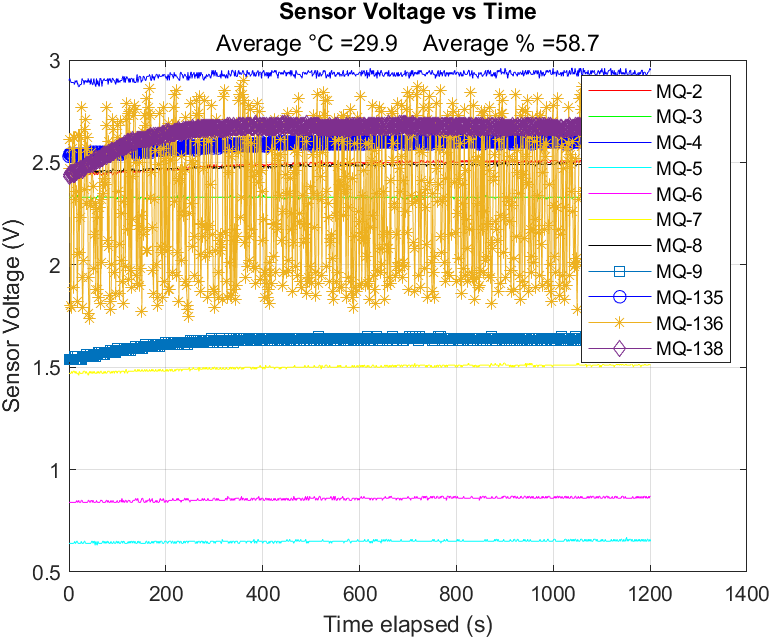 Sensor Voltage vs Time
Average °C =29.9 Average % =58.7
3
2.5
2
1.5
1
0.5
Sensor Voltage (V)
MQ-2
MQ-3
MQ-4
MQ-5
MQ-6
MQ-7
MQ-8
MQ-9
MQ-135
MQ-136
MQ-138
0 200 400 600 800 1000 1200 1400
Time elapsed (s)